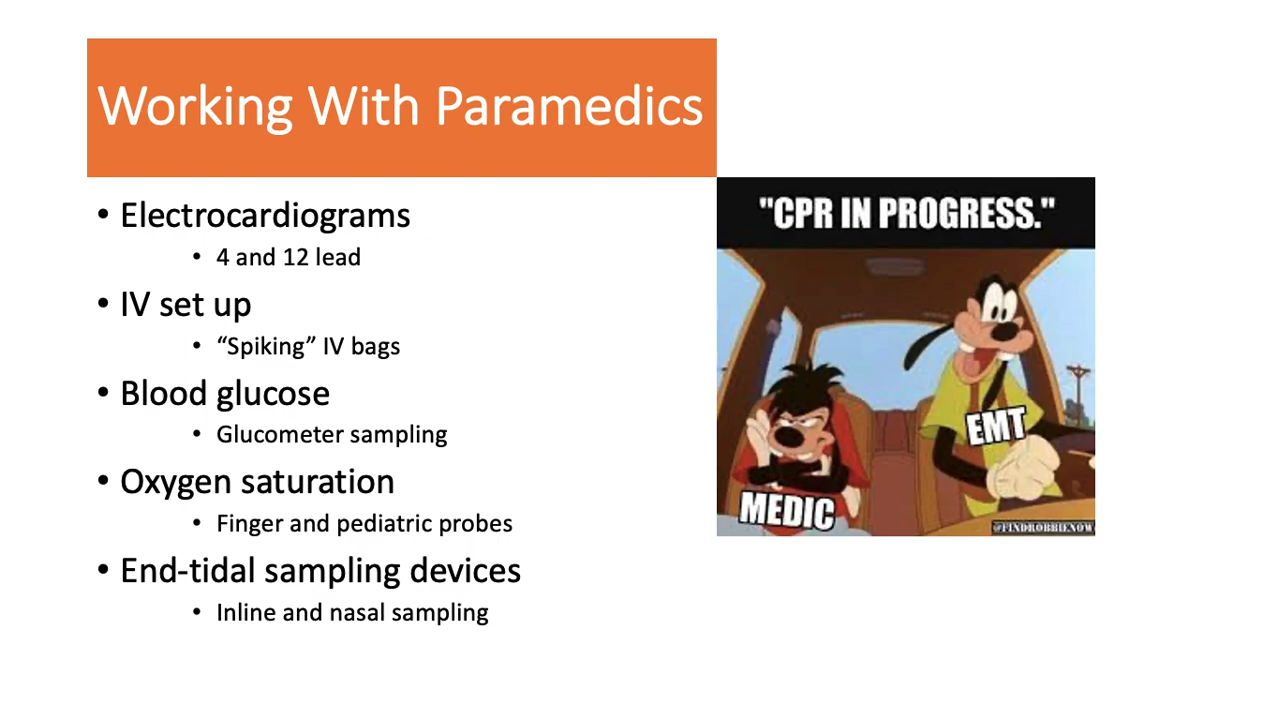 Working With Paramedics
• Electrocardiograms
• 4 and 12 lead
• IV set up
• “Spiking” IV bags
• Blood glucose
• Glucometer sampling
• Oxygen saturation
• Finger and pediatric probes
• End-tidal sampling devices
• Inline and nasal sampling
"CPR IN PROGRESS."
EMT
MEDIC
@FINDROBBIENOW